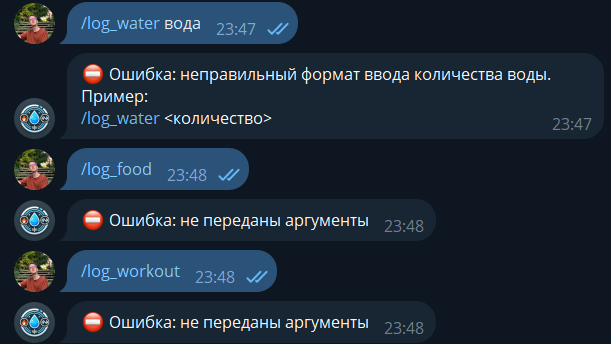 /log_water вода 23:47
⛔ Ошибка: неправильный формат ввода количества воды.
Пример:
/log_water <количество>
23:47
/log_food 23:48
⛔ Ошибка: не переданы аргументы 23:48
/log_workout 23:48
⛔ Ошибка: не переданы аргументы 23:48